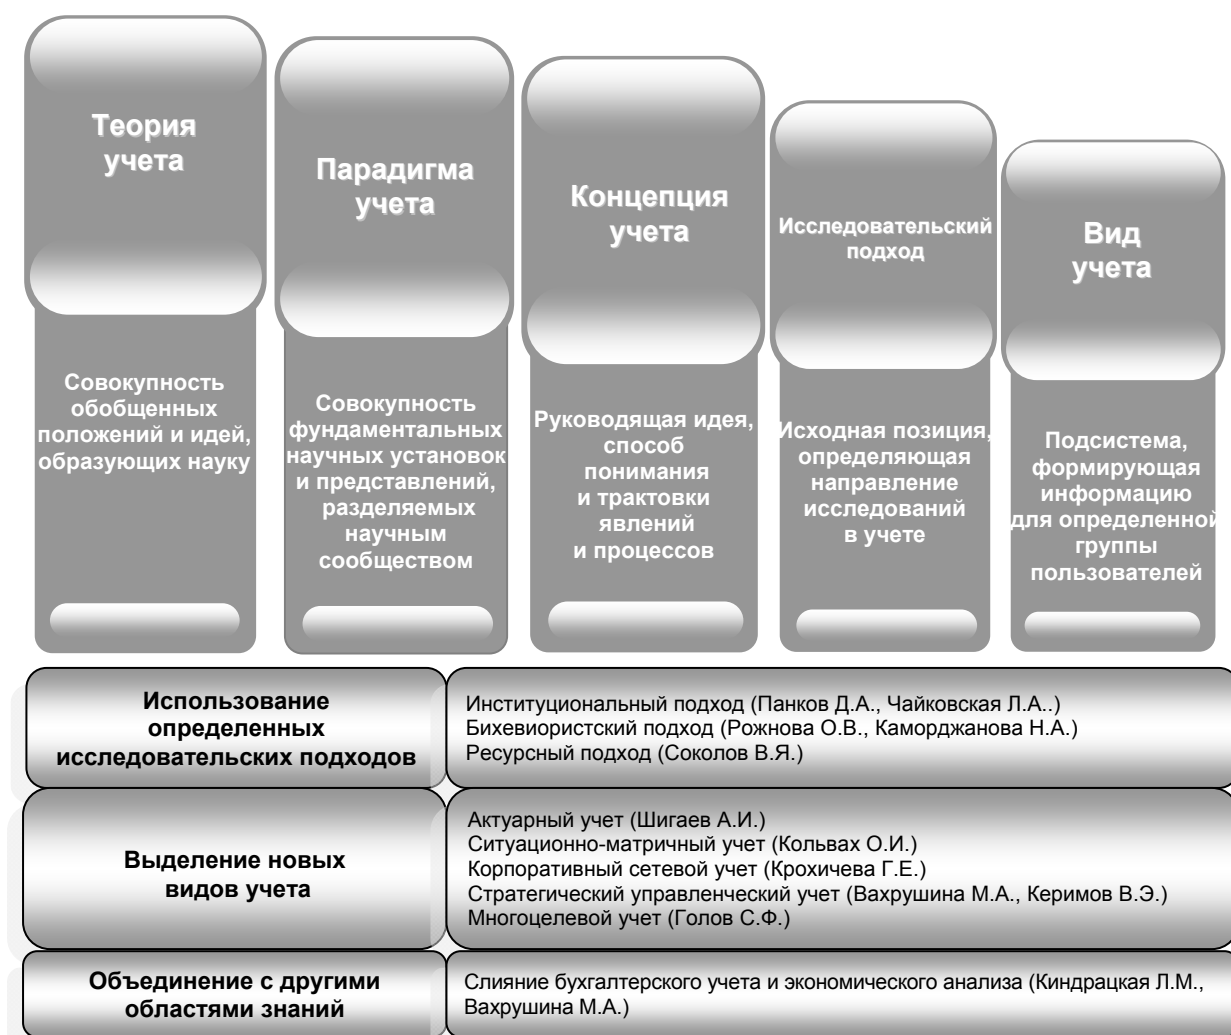 Теория
учета
Парадигма
учета
Концепция
учета
Исследовательский
подход
Вид
учета
Совокупность
обобщенных
положений и идей,
образующих науку
Совокупность
фундаментальных
научных установок
и представлений,
разделяемых
научным
сообществом
Руководящая идея,
способ
понимания
и трактовки
явлений
и процессов
Исходная позиция,
определяющая
направление
исследований
в учете
Подсистема,
формирующая
информацию
для определенной
группы
пользователей
Использование
определенных
исследовательских подходов
Институциональный подход (Панков Д.А., Чайковская Л.А..)
Бихевиористский подход (Рожнова О.В., Каморджанова Н.А.)
Ресурсный подход (Соколов В.Я.)
Выделение новых
видов учета
Актуарный учет (Шигаев А.И.)
Ситуационно-матричный учет (Кольвах О.И.)
Корпоративный сетевой учет (Крохичева Г.Е.)
Стратегический управленческий учет (Вахрушина М.А., Керимов В.Э.)
Многоцелевой учет (Голов С.Ф.)
Объединение с другими
областями знаний
Слияние бухгалтерского учета и экономического анализа (Киндрацкая Л.М.,
Вахрушина М.А.)